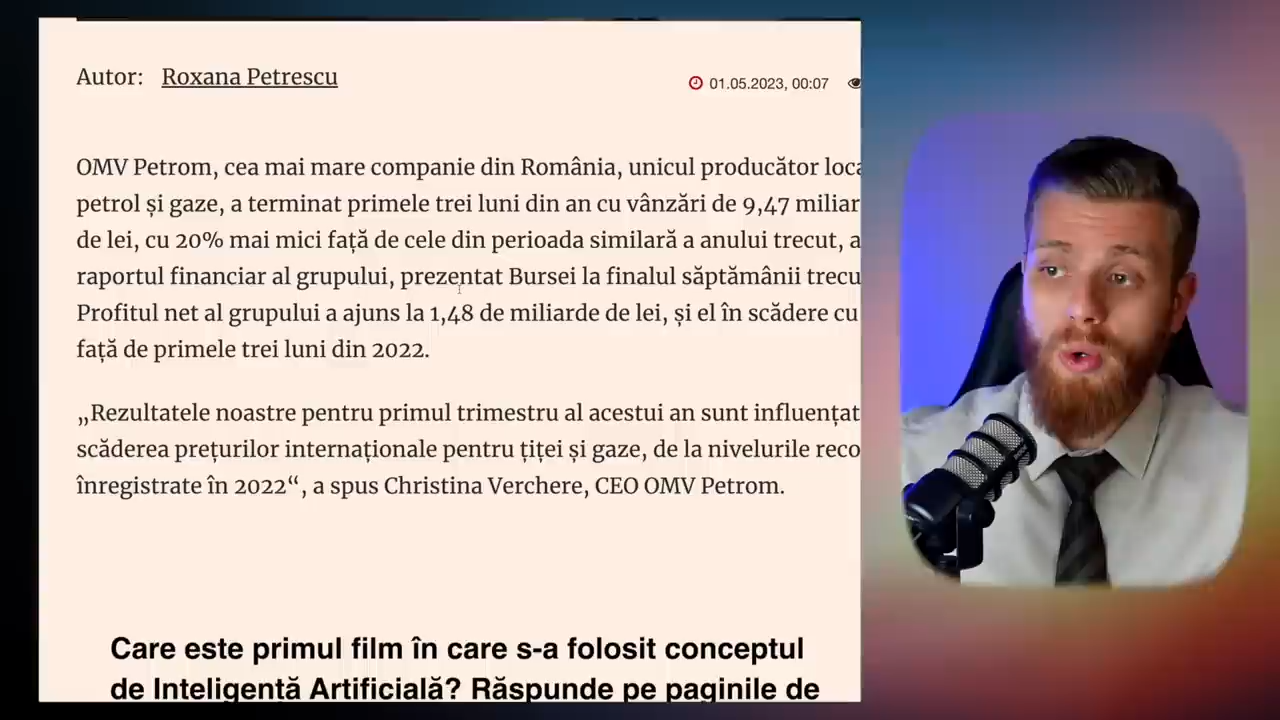 Autor: Roxana Petrescu
01.05.2023, 00:07
OMV Petrom, cea mai mare companie din România, unicul producător
petrol și gaze, a terminat primele trei luni din an cu vânzări de 9,47
de lei, cu 20% mai mici față de cele din perioada similară a anului trecut,
raportul financiar al grupului, prezentat Bursei la finalul săptămânii
Profitul net al grupului a ajuns la 1,48 de miliarde de lei, și el în scădere cu
față de primele trei luni din 2022.
„Rezultatele noastre pentru primul trimestru al acestui an sunt
scăderea prețurilor internaționale pentru țiței și gaze, de la nivelurile
înregistrate în 2022“, a spus Christina Verchere, CEO OMV Petrom.
Care este primul film în care s-a folosit conceptul
de Inteligență Artificială? Răspunde pe paginile de